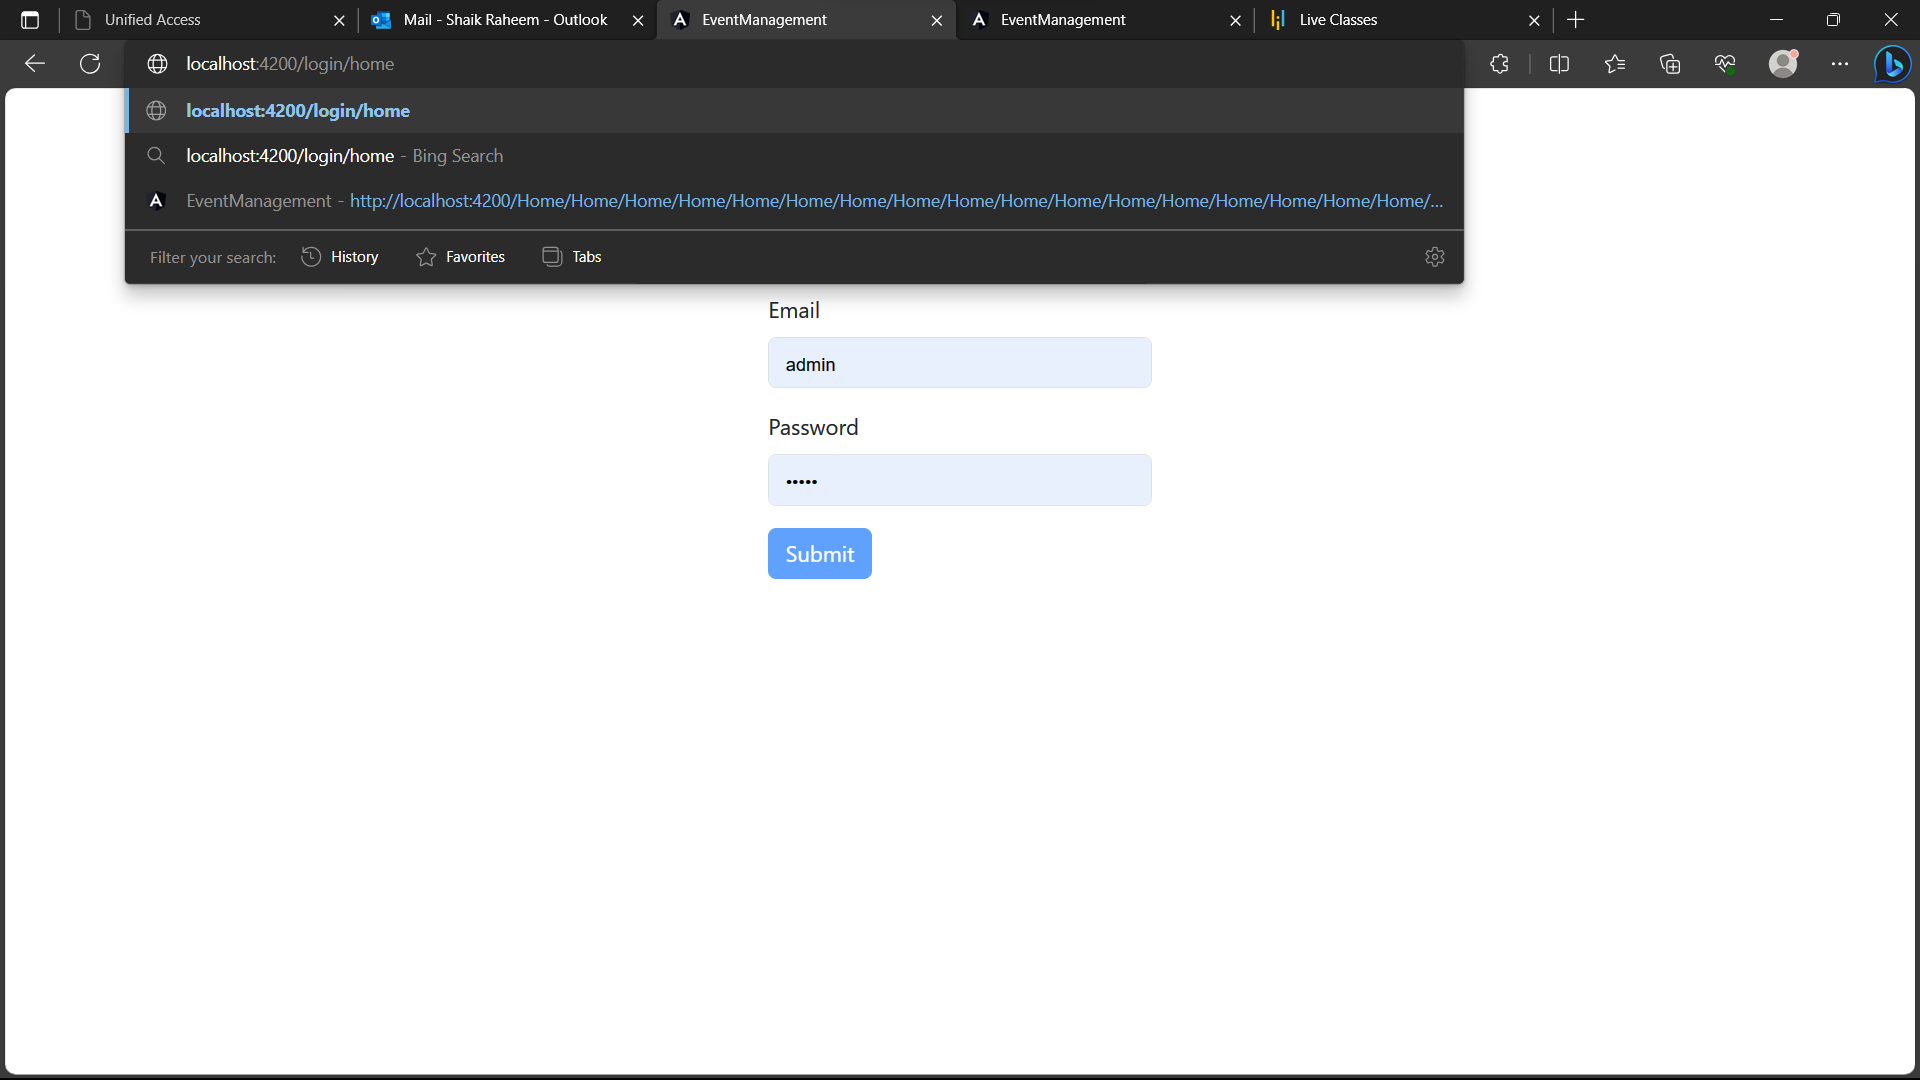 Unified Access
Mail - Shaik Raheem - Outlook
EventManagement
EventManagement
Live Classes
localhost:4200/login/home
localhost:4200/login/home
localhost:4200/login/home - Bing Search
EventManagement - http://localhost:4200/Home/Home/Home/Home/Home/Home/Home/Home/Home/Home/Home/Home/Home/Home/Home/Home/Home/...
Filter your search: History Favorites Tabs
Email
admin
Password
•••••
Submit